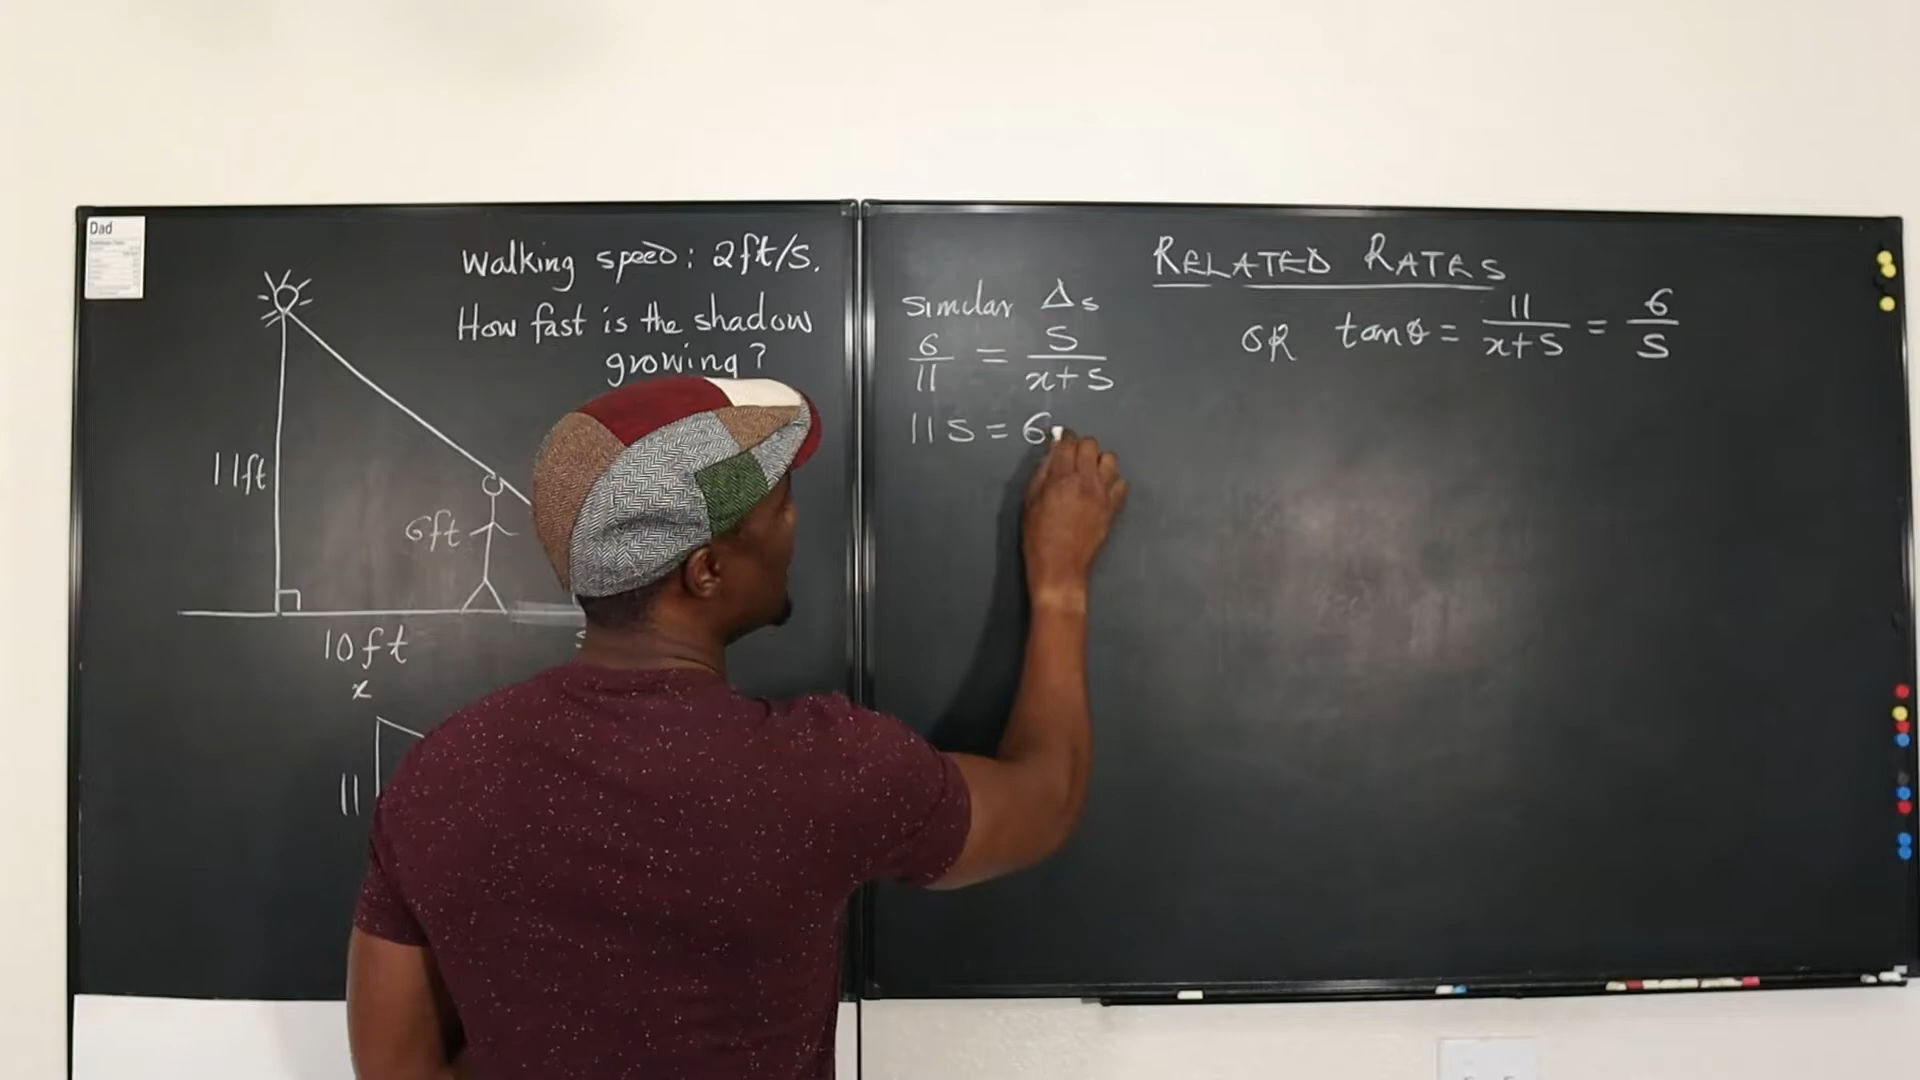 Dad
Walking speed: 2ft/s.
How fast is the shadow
growing?
11ft
6ft
10ft
x
11
RELATED RATES
Similar Δs
6/11 = S/(x+S)
11S = 6
OR tanθ = 11/(x+S) = 6/S